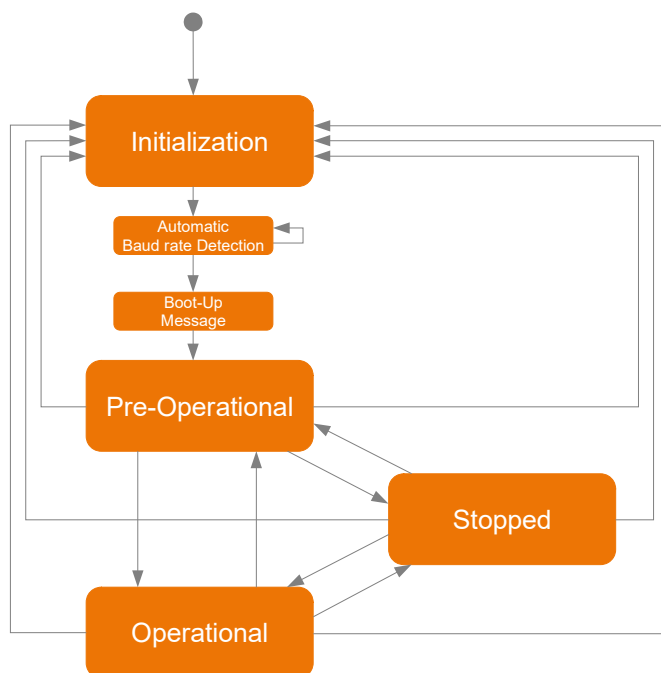 Initialization
Automatic
Baud rate Detection
Boot-Up
Message
Pre-Operational
Stopped
Operational